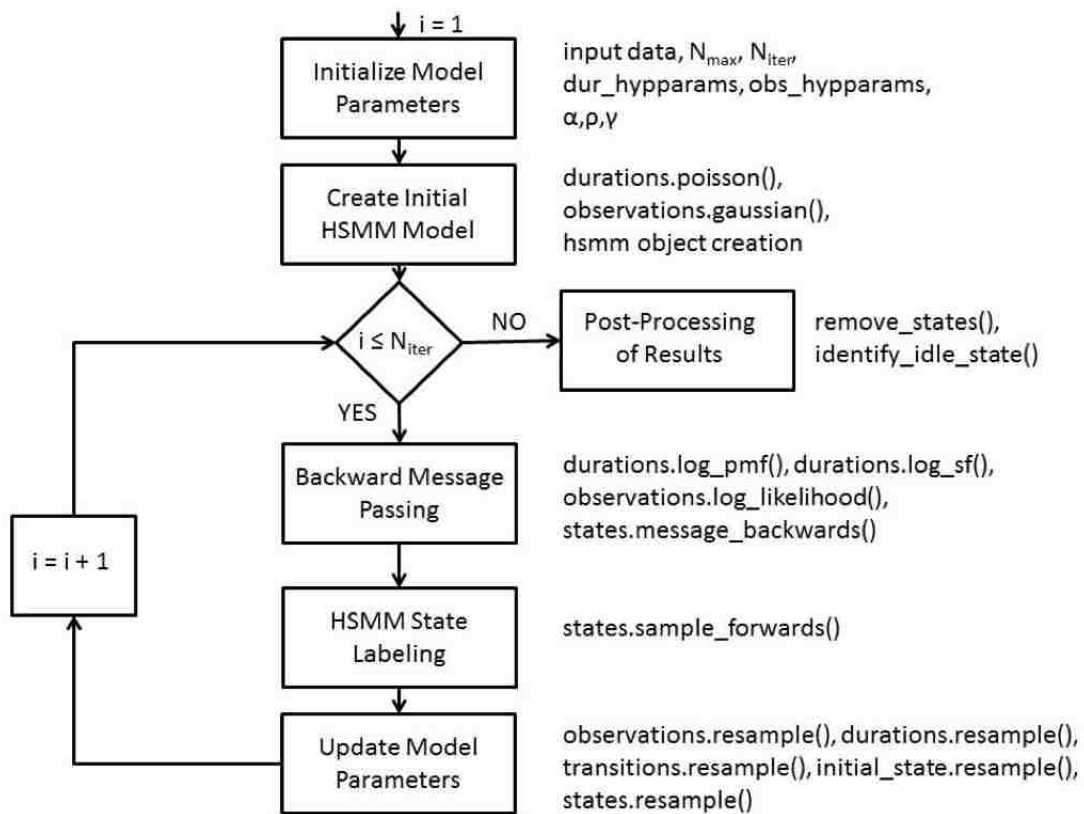 i = 1
Initialize Model
Parameters
input data, Nmax, Niter,
dur_hypparams, obs_hypparams,
α,ρ,γ
Create Initial
HSMM Model
durations.poisson(),
observations.gaussian(),
hsmm object creation
i ≤ Niter
NO
Post-Processing
of Results
remove_states(),
identify_idle_state()
YES
Backward Message
Passing
durations.log_pmf(), durations.log_sf(),
observations.log_likelihood(),
states.message_backwards()
i = i + 1
HSMM State
Labeling
states.sample_forwards()
Update Model
Parameters
observations.resample(), durations.resample(),
transitions.resample(), initial_state.resample(),
states.resample()